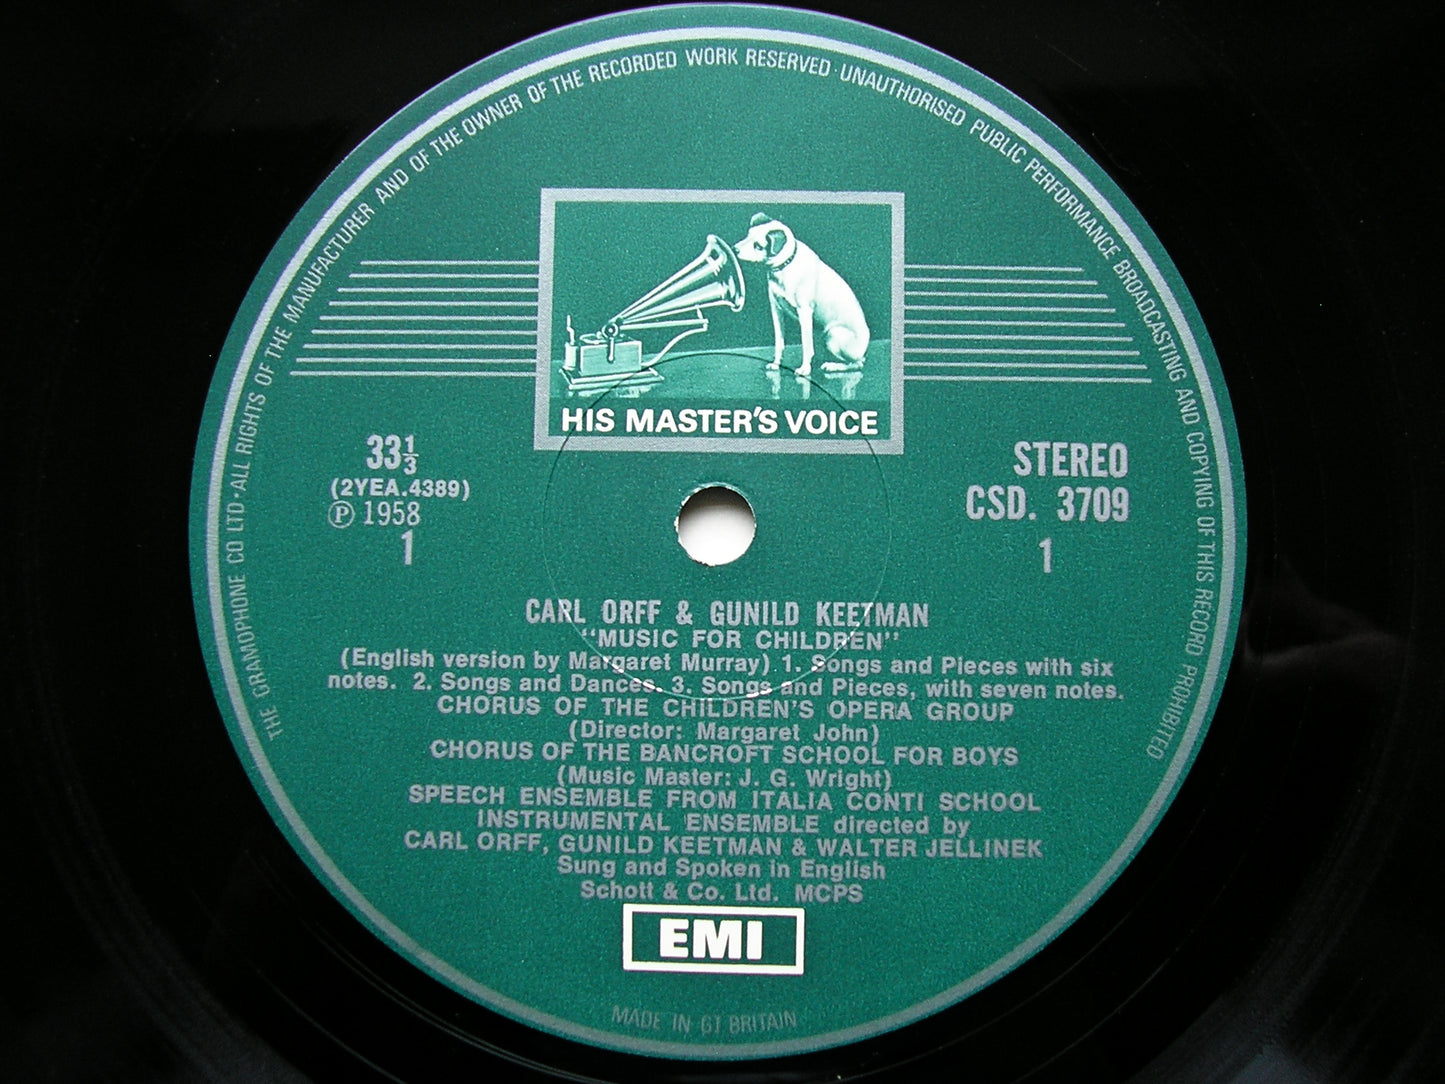 THE GRAMOPHONE CO LTD · ALL RIGHTS OF THE MANUFACTURER AND OF THE OWNER OF THE RECORDED WORK RESERVED · UNAUTHORISED PUBLIC PERFORMANCE BROADCASTING AND COPYING OF THIS RECORD PROHIBITED
HIS MASTER'S VOICE
33⅓
(2YEA.4389)
℗ 1958
1
STEREO
CSD. 3709
1
CARL ORFF & GUNILD KEETMAN
"MUSIC FOR CHILDREN"
(English version by Margaret Murray) 1. Songs and Pieces with six
notes. 2. Songs and Dances. 3. Songs and Pieces, with seven notes.
CHORUS OF THE CHILDREN'S OPERA GROUP
(Director: Margaret John)
CHORUS OF THE BANCROFT SCHOOL FOR BOYS
(Music Master: J. G. Wright)
SPEECH ENSEMBLE FROM ITALIA CONTI SCHOOL
INSTRUMENTAL ENSEMBLE directed by
CARL ORFF, GUNILD KEETMAN & WALTER JELLINEK
Sung and Spoken in English
Schott & Co. Ltd. MCPS
EMI
MADE IN GT BRITAIN